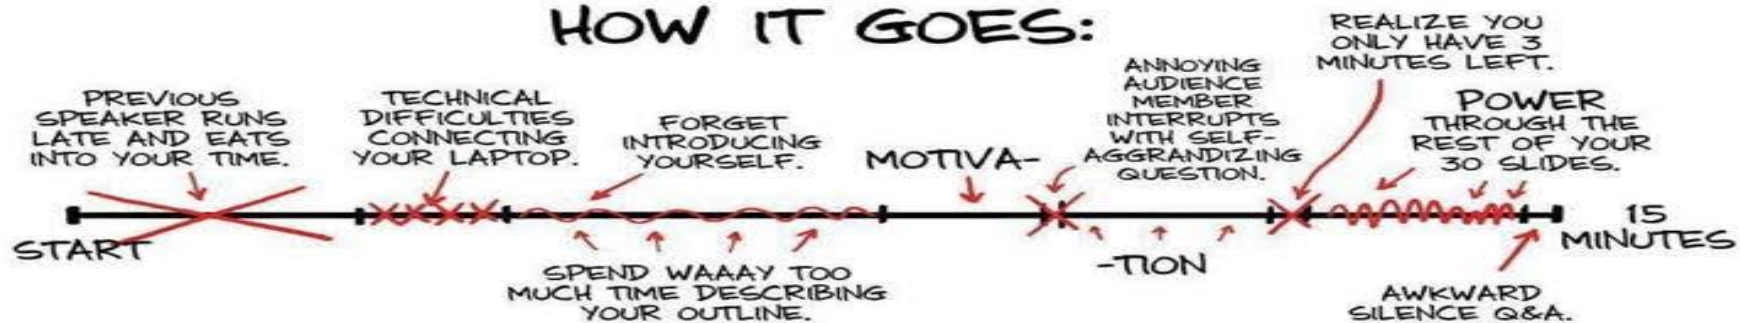 HOW IT GOES:
PREVIOUS
SPEAKER RUNS
LATE AND EATS
INTO YOUR TIME.
TECHNICAL
DIFFICULTIES
CONNECTING
YOUR LAPTOP.
FORGET
INTRODUCING
YOURSELF.
MOTIVA-
ANNOYING
AUDIENCE
MEMBER
INTERRUPTS
WITH SELF-
AGGRANDIZING
QUESTION.
REALIZE YOU
ONLY HAVE 3
MINUTES LEFT.
POWER
THROUGH THE
REST OF YOUR
30 SLIDES.
START
SPEND WAAAY TOO
MUCH TIME DESCRIBING
YOUR OUTLINE.
-TION
AWKWARD
SILENCE Q&A.
15
MINUTES